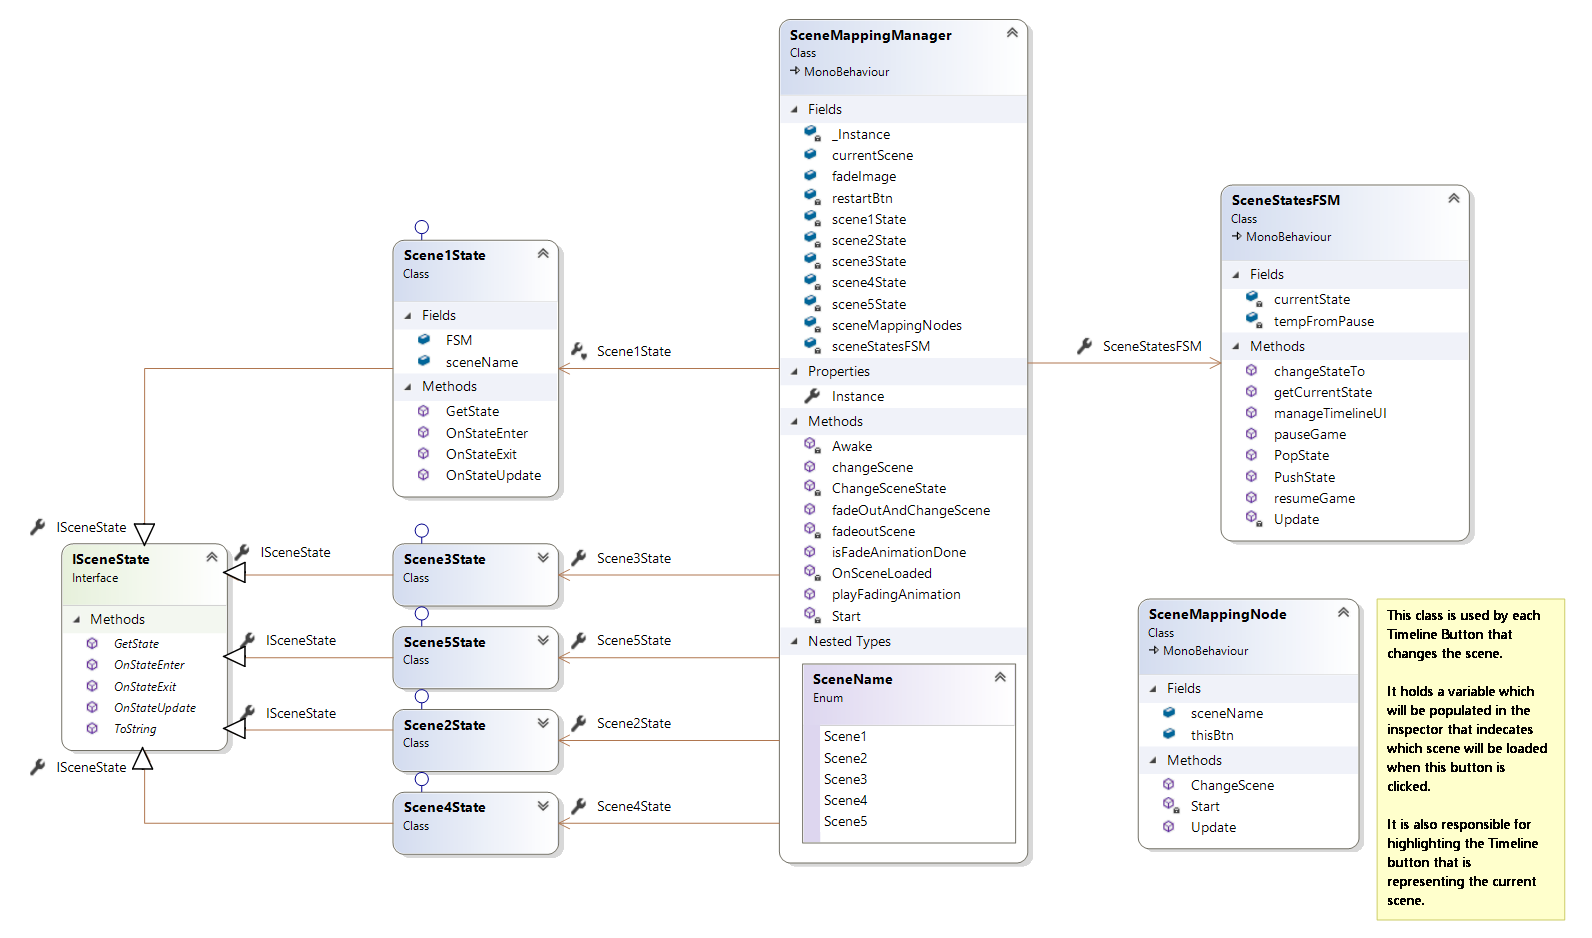 SceneMappingManager
Class
MonoBehaviour
Fields
_Instance
currentScene
fadeImage
restartBtn
scene1State
scene2State
scene3State
scene4State
scene5State
sceneMappingNodes
sceneStatesFSM
Properties
Instance
Methods
Awake
changeScene
ChangeSceneState
fadeOutAndChangeScene
fadeoutScene
isFadeAnimationDone
OnSceneLoaded
playFadingAnimation
Start
Nested Types
SceneName
Enum
Scene1
Scene2
Scene3
Scene4
Scene5
SceneStatesFSM
SceneStatesFSM
Class
MonoBehaviour
Fields
currentState
tempFromPause
Methods
changeStateTo
getCurrentState
manageTimelineUI
pauseGame
PopState
PushState
resumeGame
Update
Scene1State
Scene1State
Class
Fields
FSM
sceneName
Methods
GetState
OnStateEnter
OnStateExit
OnStateUpdate
ISceneState
ISceneState
Interface
Methods
GetState
OnStateEnter
OnStateExit
OnStateUpdate
ToString
ISceneState
Scene3State
Class
Scene3State
ISceneState
Scene5State
Class
Scene5State
ISceneState
Scene2State
Class
Scene2State
ISceneState
Scene4State
Class
Scene4State
SceneMappingNode
Class
MonoBehaviour
Fields
sceneName
thisBtn
Methods
ChangeScene
Start
Update
This class is used by each
Timeline Button that
changes the scene.
It holds a variable which
will be populated in the
inspector that indecates
which scene will be loaded
when this button is
clicked.
It is also responsible for
highlighting the Timeline
button that is
representing the current
scene.